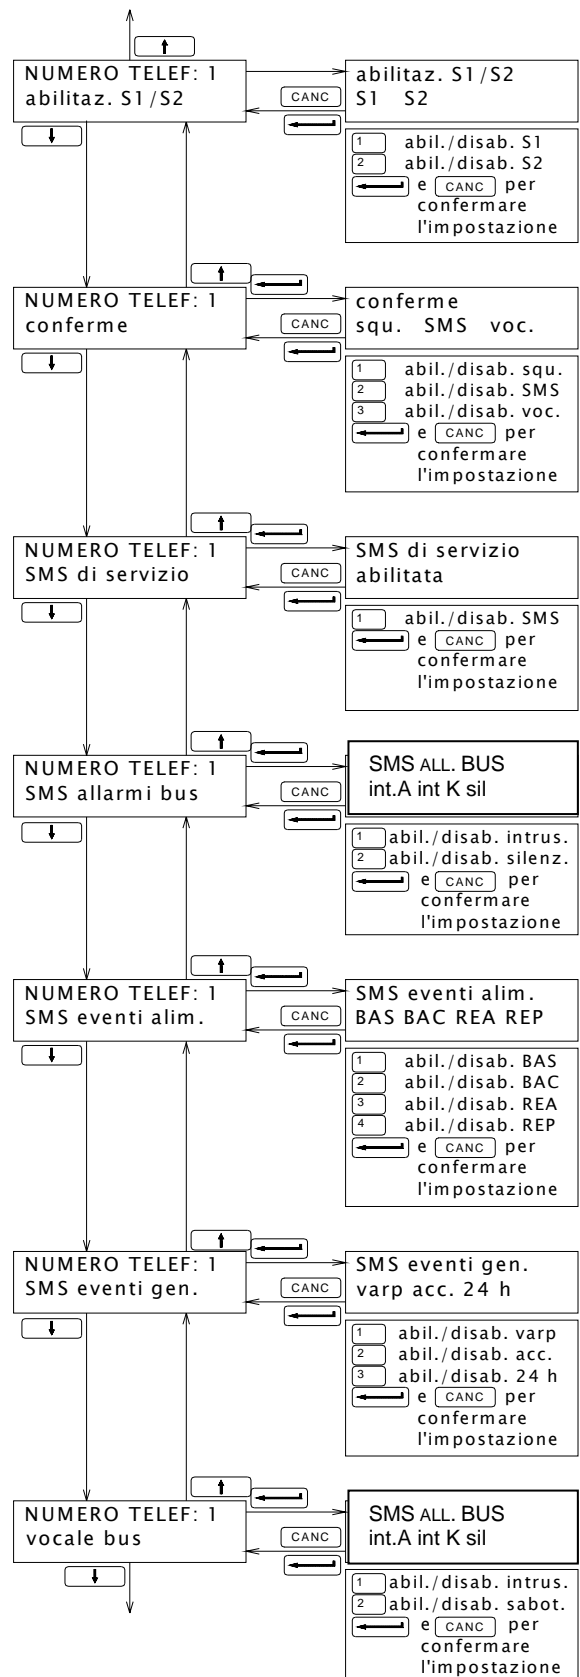 NUMERO TELEF: 1
abilitaz. S1/S2
CANC
abilitaz. S1/S2
S1 S2
1 abil./disab. S1
2 abil./disab. S2
e CANC per
confermare
l'impostazione
NUMERO TELEF: 1
conferme
CANC
conferme
squ. SMS voc.
1 abil./disab. squ.
2 abil./disab. SMS
3 abil./disab. voc.
e CANC per
confermare
l'impostazione
NUMERO TELEF: 1
SMS di servizio
CANC
SMS di servizio
abilitata
1 abil./disab. SMS
e CANC per
confermare
l'impostazione
NUMERO TELEF: 1
SMS allarmi bus
CANC
SMS ALL. BUS
int.A int K sil
1 abil./disab. intrus.
2 abil./disab. silenz.
e CANC per
confermare
l'impostazione
NUMERO TELEF: 1
SMS eventi alim.
CANC
SMS eventi alim.
BAS BAC REA REP
1 abil./disab. BAS
2 abil./disab. BAC
3 abil./disab. REA
4 abil./disab. REP
e CANC per
confermare
l'impostazione
NUMERO TELEF: 1
SMS eventi gen.
CANC
SMS eventi gen.
varp acc. 24 h
1 abil./disab. varp
2 abil./disab. acc.
3 abil./disab. 24 h
e CANC per
confermare
l'impostazione
NUMERO TELEF: 1
vocale bus
CANC
SMS ALL. BUS
int.A int K sil
1 abil./disab. intrus.
2 abil./disab. sabot.
e CANC per
confermare
l'impostazione